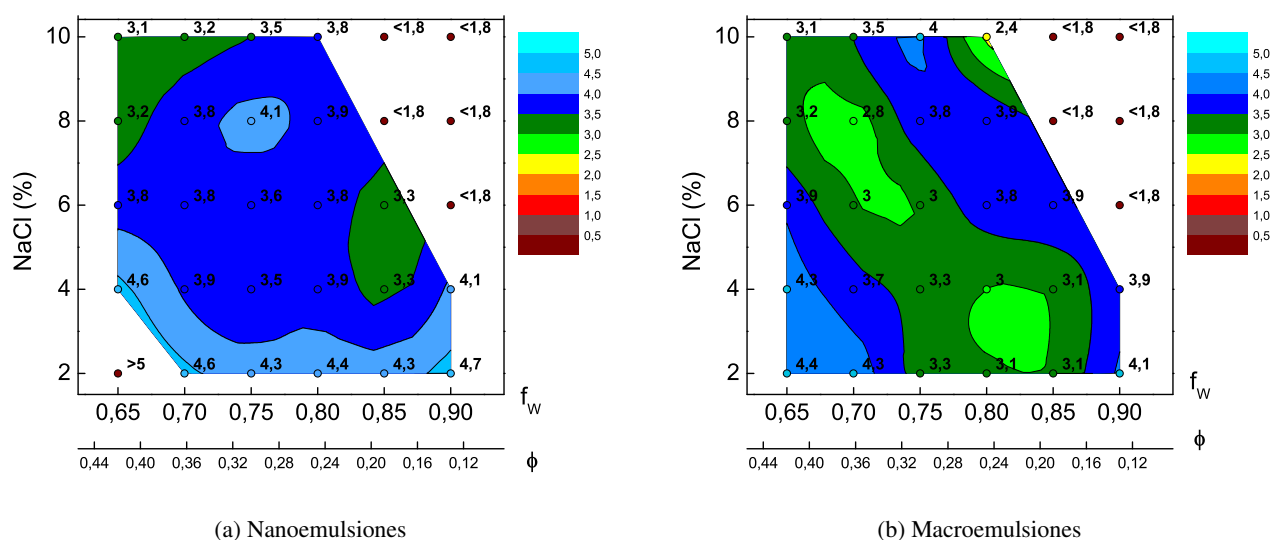 10
8
6
4
2
NaCl (%)
3,1 3,2 3,5 3,8 <1,8 <1,8
3,2 3,8 4,1 3,9 <1,8 <1,8
3,8 3,8 3,6 3,8 3,3 <1,8
4,6 3,9 3,5 3,9 3,3 4,1
>5 4,6 4,3 4,4 4,3 4,7
0,65 0,70 0,75 0,80 0,85 0,90
fw
0,44 0,40 0,36 0,32 0,28 0,24 0,20 0,16 0,12
ϕ
5,0
4,5
4,0
3,5
3,0
2,5
2,0
1,5
1,0
0,5
(a) Nanoemulsiones
10
8
6
4
2
NaCl (%)
3,1 3,5 4 2,4 <1,8 <1,8
3,2 2,8 3,8 3,9 <1,8 <1,8
3,9 3 3 3,8 3,9 <1,8
4,3 3,7 3,3 3 3,1 3,9
4,4 4,3 3,3 3,1 3,1 4,1
0,65 0,70 0,75 0,80 0,85 0,90
fw
0,44 0,40 0,36 0,32 0,28 0,24 0,20 0,16 0,12
ϕ
5,0
4,5
4,0
3,5
3,0
2,5
2,0
1,5
1,0
0,5
(b) Macroemulsiones